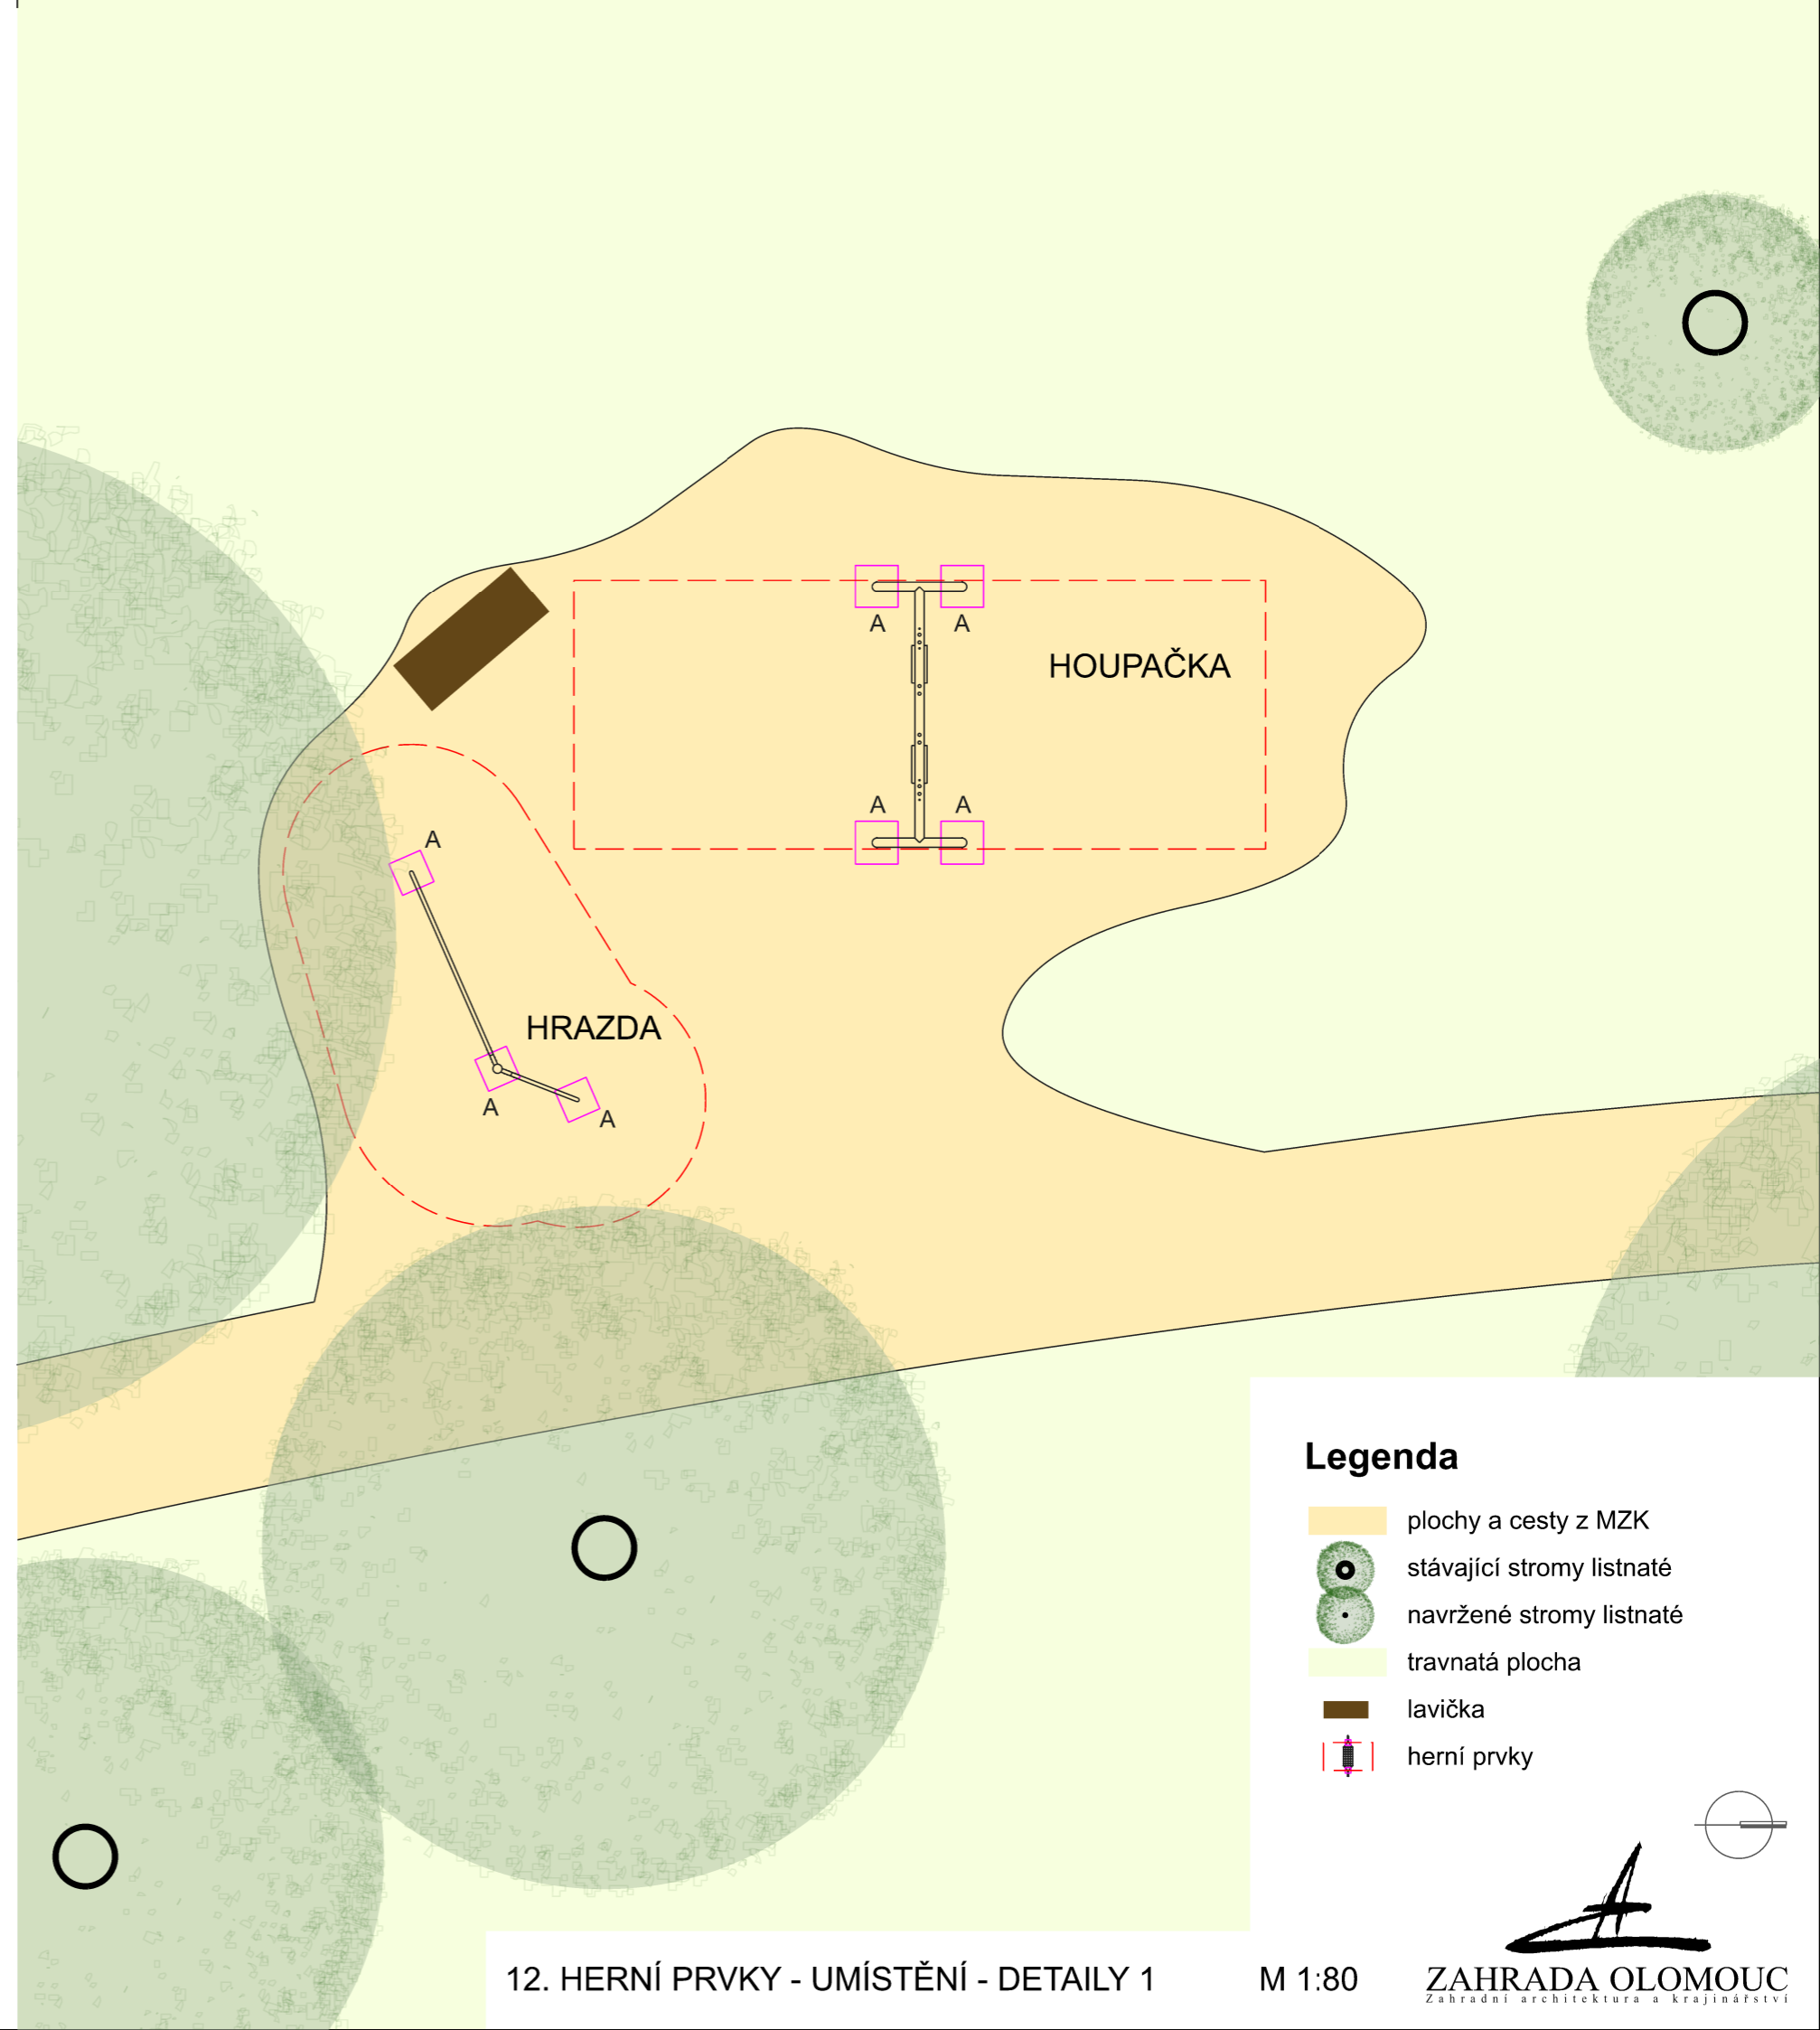 A A
HOUPAČKA
A A
A
HRAZDA
A
A
Legenda
plochy a cesty z MZK
stávající stromy listnaté
navržené stromy listnaté
travnatá plocha
lavička
herní prvky
12. HERNÍ PRVKY - UMÍSTĚNÍ - DETAILY 1 M 1:80
ZAHRADA OLOMOUC
Zahradní architektura a krajinářství